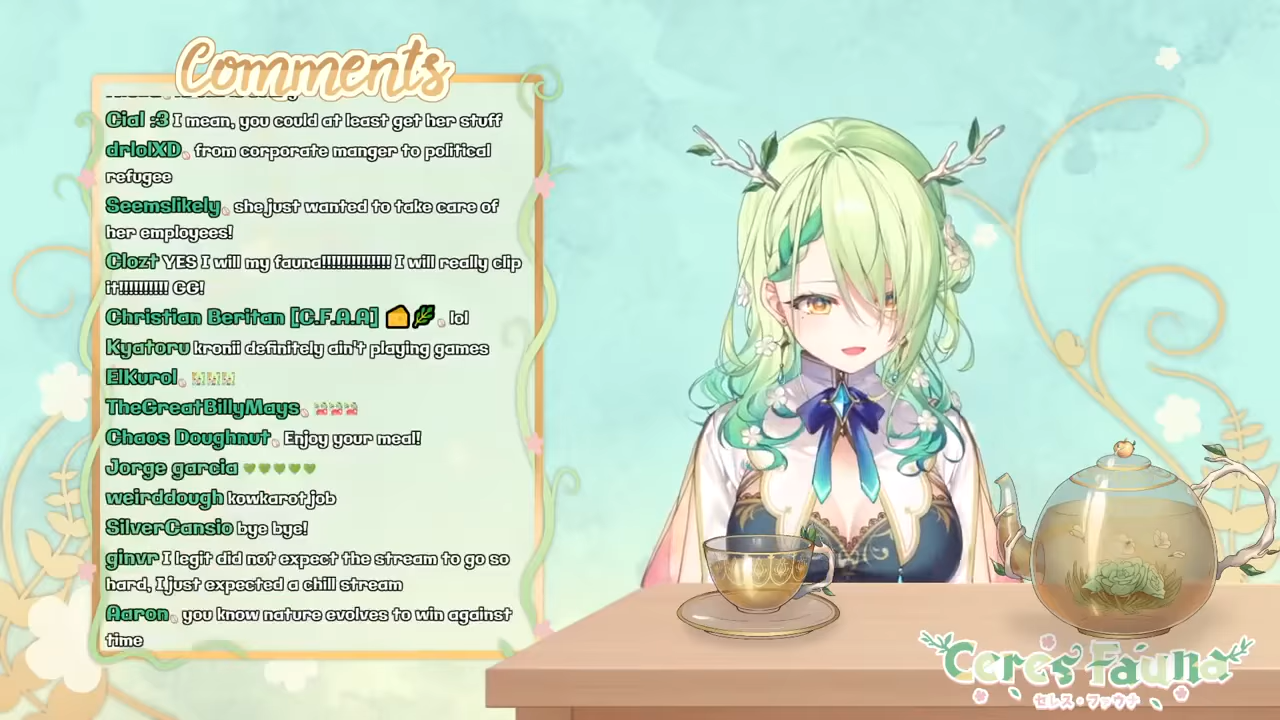 Comments
Cial :3 I mean, you could at least get her stuff
drlolXD from corporate manger to political
refugee
Seemslikely she just wanted to take care of
her employees!
Clozt YES I will my fauna!!!!!!!!!!!!! I will really clip
it!!!!!!!!! GG!
Christian Beritan [[C.F.A.A] 🧀🌿 lol
Kyatoru kronii definitely ain't playing games
ElKurol
TheGreatBillyMays
Chaos Doughnut Enjoy your meal!
Jorge garcia 💚💚💚💚💚
weirddough kowkarot job
SilverCansio bye bye!
ginvr I legit did not expect the stream to go so
hard, I just expected a chill stream
Aaron you know nature evolves to win against
time
Ceres Fauna
セレス・ファウナ